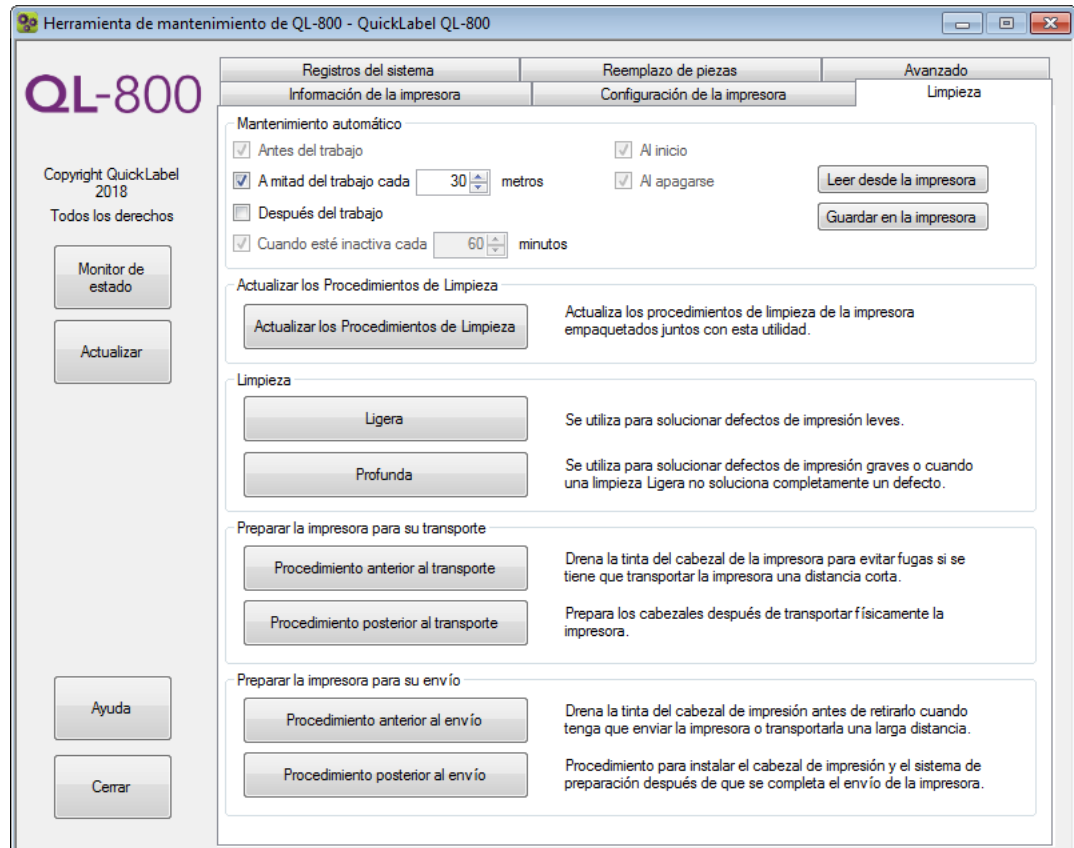 Herramienta de mantenimiento de QL-800 - QuickLabel QL-800
QL-800
Copyright QuickLabel
2018
Todos los derechos
Monitor de
estado
Actualizar
Ayuda
Cerrar
Registros del sistema
Reemplazo de piezas
Avanzado
Información de la impresora
Configuración de la impresora
Limpieza
Mantenimiento automático
Antes del trabajo
Al inicio
A mitad del trabajo cada 30 metros
Al apagarse
Leer desde la impresora
Después del trabajo
Guardar en la impresora
Cuando esté inactiva cada 60 minutos
Actualizar los Procedimientos de Limpieza
Actualizar los Procedimientos de Limpieza
Actualiza los procedimientos de limpieza de la impresora
empaquetados juntos con esta utilidad.
Limpieza
Ligera
Se utiliza para solucionar defectos de impresión leves.
Profunda
Se utiliza para solucionar defectos de impresión graves o cuando
una limpieza Ligera no soluciona completamente un defecto.
Preparar la impresora para su transporte
Procedimiento anterior al transporte
Drena la tinta del cabezal de la impresora para evitar fugas si se
tiene que transportar la impresora una distancia corta.
Procedimiento posterior al transporte
Prepara los cabezales después de transportar físicamente la
impresora.
Preparar la impresora para su envío
Procedimiento anterior al envío
Drena la tinta del cabezal de impresión antes de retirarlo cuando
tenga que enviar la impresora o transportarla una larga distancia.
Procedimiento posterior al envío
Procedimiento para instalar el cabezal de impresión y el sistema de
preparación después de que se completa el envío de la impresora.